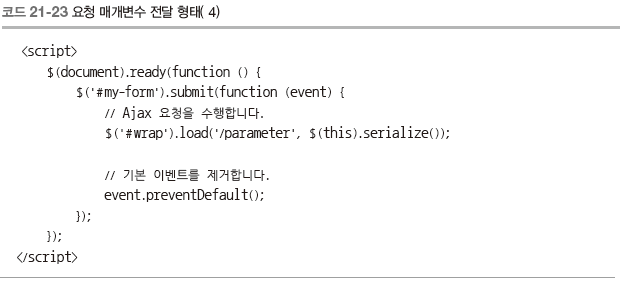 코드 21-23 요청 매개변수 전달 형태( 4)
<script>
$(document).ready(function () {
$('#my-form').submit(function (event) {
// Ajax 요청을 수행합니다.
$('#wrap').load('/parameter', $(this).serialize());
// 기본 이벤트를 제거합니다.
event.preventDefault();
});
});
</script>